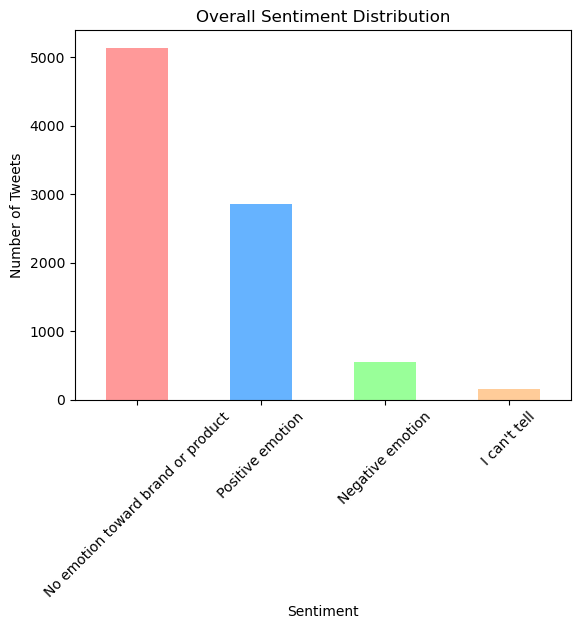 Overall Sentiment Distribution
Number of Tweets
5000
4000
3000
2000
1000
0
No emotion toward brand or product
Positive emotion
Negative emotion
I can't tell
Sentiment